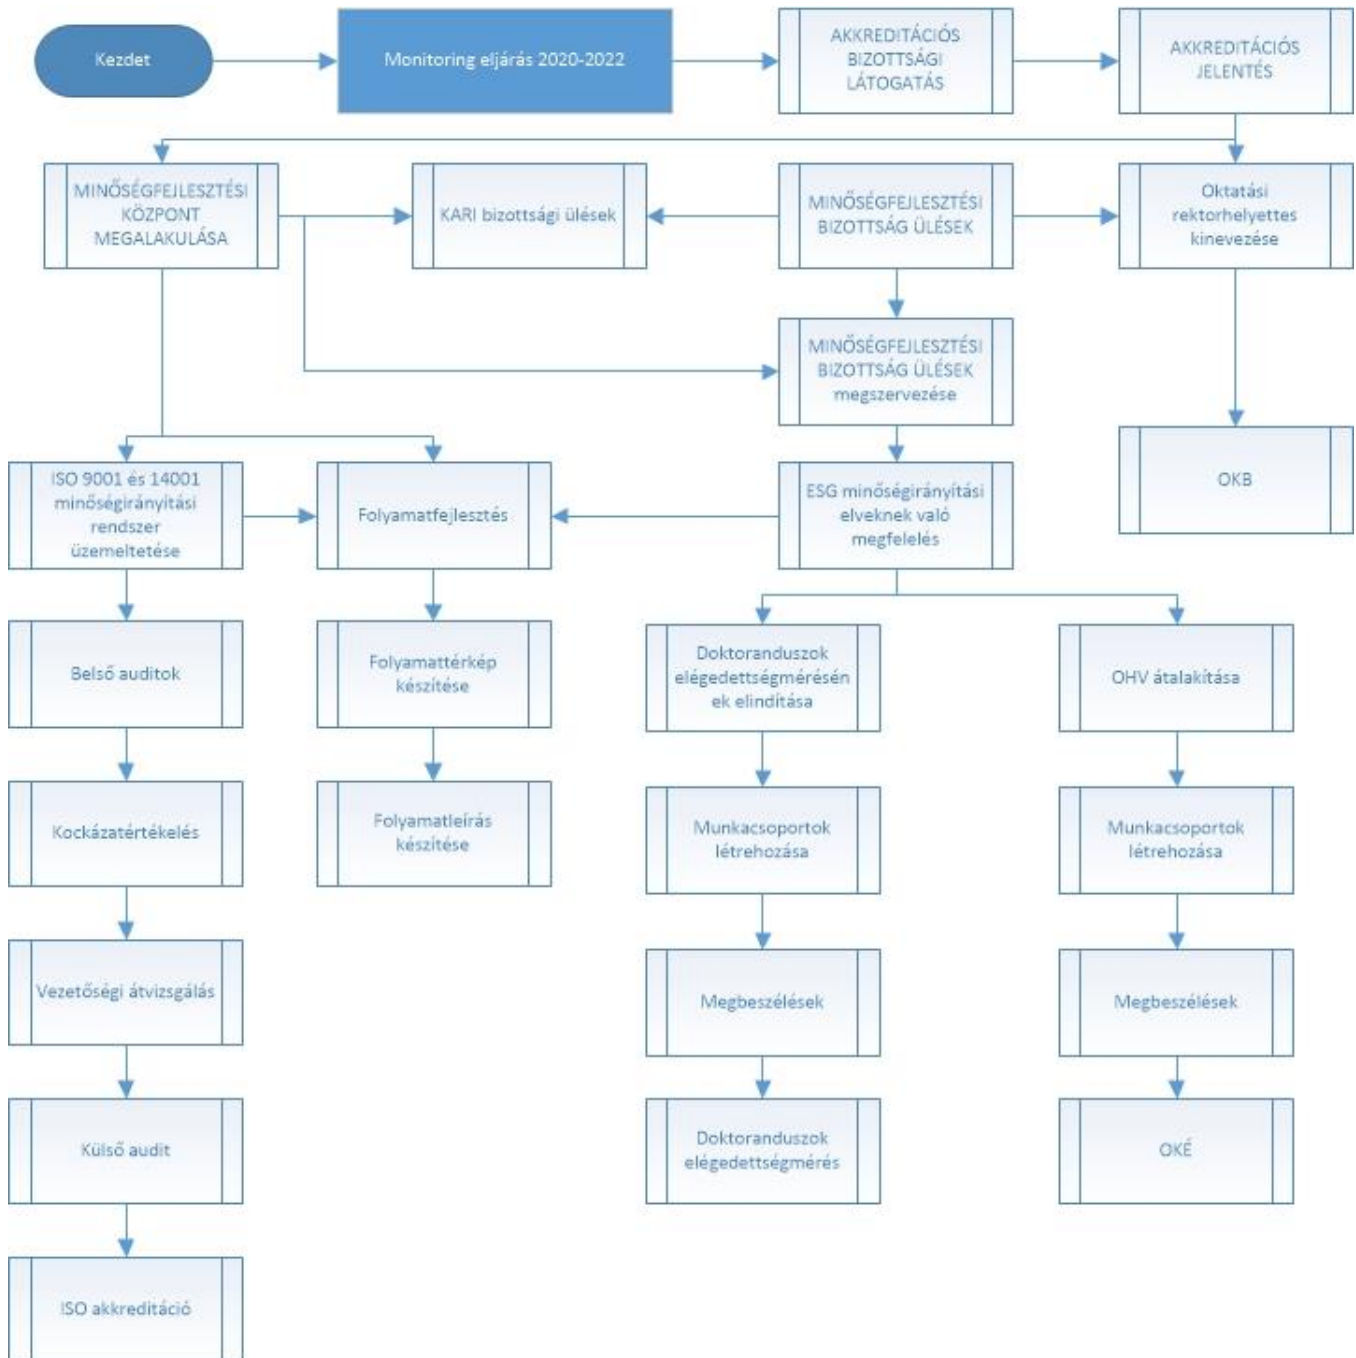 Kezdet
Monitoring eljárás 2020-2022
AKKREDITÁCIÓS
BIZOTTSÁGI
LÁTOGATÁS
AKKREDITÁCIÓS
JELENTÉS
MINŐSÉGFEJLESZTÉSI
KÖZPONT
MEGALAKULÁSA
KARI bizottsági ülések
MINŐSÉGFEJLESZTÉSI
BIZOTTSÁG ÜLÉSEK
Oktatási
rektorhelyettes
kinevezése
MINŐSÉGFEJLESZTÉSI
BIZOTTSÁG ÜLÉSEK
megszervezése
ISO 9001 és 14001
minőségirányítási
rendszer
üzemeltetése
Folyamatfejlesztés
ESG minőségirányítási
elveknek való
megfelelés
OKB
Belső auditok
Folyamattérkép
készítése
Doktoranduszok
elégedettségmérésén
ek elindítása
OHV átalakítása
Kockázatértékelés
Folyamatleírás
készítése
Munkacsoportok
létrehozása
Munkacsoportok
létrehozása
Vezetőségi átvizsgálás
Megbeszélések
Megbeszélések
Külső audit
Doktoranduszok
elégedettségmérés
OKÉ
ISO akkreditáció